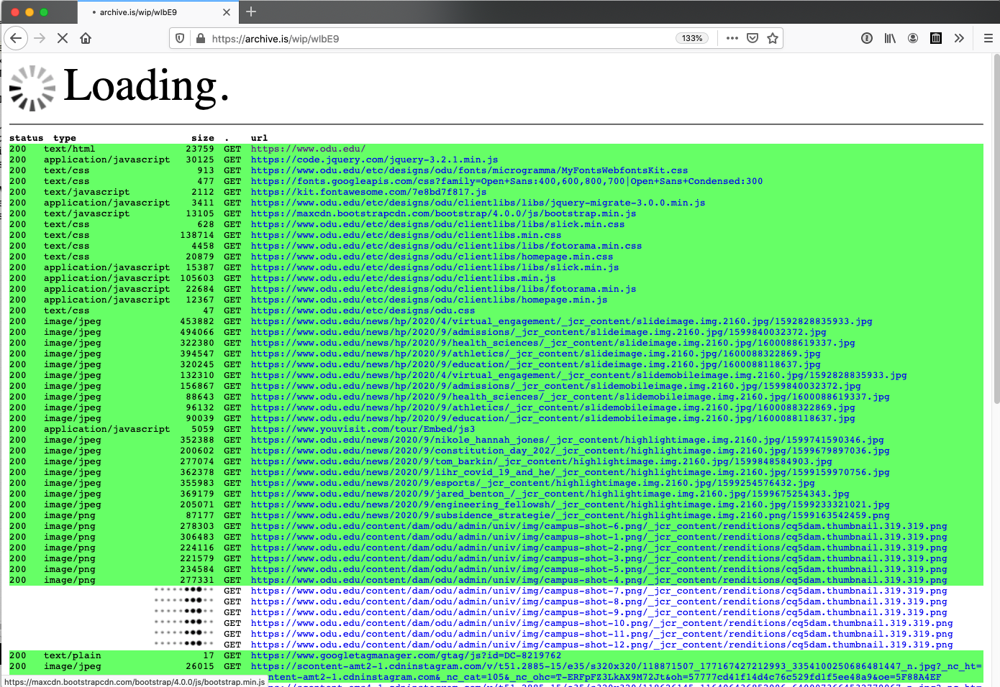 archive.is/wip/wIbE9
https://archive.is/wip/wIbE9
133%
Loading.
status type size . url
200 text/html 23759 GET https://www.odu.edu/
200 application/javascript 30125 GET https://code.jquery.com/jquery-3.2.1.min.js
200 text/css 913 GET https://www.odu.edu/etc/designs/odu/fonts/microgramma/MyFontsWebfontsKit.css
200 text/css 477 GET https://fonts.googleapis.com/css?family=Open+Sans:400,600,800,700|Open+Sans+Condensed:300
200 text/javascript 2112 GET https://kit.fontawesome.com/7e8bd7f817.js
200 application/javascript 3411 GET https://www.odu.edu/etc/designs/odu/clientlibs/libs/jquery-migrate-3.0.0.min.js
200 text/javascript 13105 GET https://maxcdn.bootstrapcdn.com/bootstrap/4.0.0/js/bootstrap.min.js
200 text/css 628 GET https://www.odu.edu/etc/designs/odu/clientlibs/libs/slick.min.css
200 text/css 138714 GET https://www.odu.edu/etc/designs/odu/clientlibs.min.css
200 text/css 4458 GET https://www.odu.edu/etc/designs/odu/clientlibs/libs/fotorama.min.css
200 text/css 20879 GET https://www.odu.edu/etc/designs/odu/clientlibs/homepage.min.css
200 application/javascript 15387 GET https://www.odu.edu/etc/designs/odu/clientlibs/libs/slick.min.js
200 application/javascript 105603 GET https://www.odu.edu/etc/designs/odu/clientlibs.min.js
200 application/javascript 22684 GET https://www.odu.edu/etc/designs/odu/clientlibs/libs/fotorama.min.js
200 application/javascript 12367 GET https://www.odu.edu/etc/designs/odu/clientlibs/homepage.min.js
200 text/css 47 GET https://www.odu.edu/etc/designs/odu.css
200 image/jpeg 453882 GET https://www.odu.edu/news/hp/2020/4/virtual_engagement/_jcr_content/slideimage.img.2160.jpg/1592828835933.jpg
200 image/jpeg 494066 GET https://www.odu.edu/news/hp/2020/9/admissions/_jcr_content/slideimage.img.2160.jpg/1599840032372.jpg
200 image/jpeg 322380 GET https://www.odu.edu/news/hp/2020/9/health_sciences/_jcr_content/slideimage.img.2160.jpg/1600088619337.jpg
200 image/jpeg 394547 GET https://www.odu.edu/news/hp/2020/9/athletics/_jcr_content/slideimage.img.2160.jpg/1600088322869.jpg
200 image/jpeg 320245 GET https://www.odu.edu/news/hp/2020/9/education/_jcr_content/slideimage.img.2160.jpg/1600088118637.jpg
200 image/jpeg 132310 GET https://www.odu.edu/news/hp/2020/4/virtual_engagement/_jcr_content/slidemobileimage.img.2160.jpg/1592828835933.jpg
200 image/jpeg 156867 GET https://www.odu.edu/news/hp/2020/9/admissions/_jcr_content/slidemobileimage.img.2160.jpg/1599840032372.jpg
200 image/jpeg 88643 GET https://www.odu.edu/news/hp/2020/9/health_sciences/_jcr_content/slidemobileimage.img.2160.jpg/1600088619337.jpg
200 image/jpeg 96132 GET https://www.odu.edu/news/hp/2020/9/athletics/_jcr_content/slidemobileimage.img.2160.jpg/1600088322869.jpg
200 image/jpeg 90039 GET https://www.odu.edu/news/hp/2020/9/education/_jcr_content/slidemobileimage.img.2160.jpg/1600088118637.jpg
200 application/javascript 5059 GET https://www.youvisit.com/tour/Embed/js3
200 image/jpeg 352388 GET https://www.odu.edu/news/2020/9/nikole_hannah_jones/_jcr_content/highlightimage.img.2160.jpg/1599741590346.jpg
200 image/jpeg 200602 GET https://www.odu.edu/news/2020/9/constitution_day_202/_jcr_content/highlightimage.img.2160.jpg/1599679897036.jpg
200 image/jpeg 277074 GET https://www.odu.edu/news/2020/9/tom_barkin/_jcr_content/highlightimage.img.2160.jpg/1599848584903.jpg
200 image/jpeg 362378 GET https://www.odu.edu/news/2020/9/lihr_covid_19_and_he/_jcr_content/highlightimage.img.2160.jpg/1599159970756.jpg
200 image/jpeg 355983 GET https://www.odu.edu/news/2020/9/esports/_jcr_content/highlightimage.img.2160.jpg/1599254576432.jpg
200 image/jpeg 369179 GET https://www.odu.edu/news/2020/9/jared_benton_/_jcr_content/highlightimage.img.2160.jpg/1599675254343.jpg
200 image/jpeg 205071 GET https://www.odu.edu/news/2020/9/engineering_fellowsh/_jcr_content/highlightimage.img.2160.jpg/1599233321021.jpg
200 image/png 87177 GET https://www.odu.edu/news/2020/9/subsidence_strategie/_jcr_content/highlightimage.img.2160.png/1599163542459.png
200 image/png 278303 GET https://www.odu.edu/content/dam/odu/admin/univ/img/campus-shot-6.png/_jcr_content/renditions/cq5dam.thumbnail.319.319.png
200 image/png 306483 GET https://www.odu.edu/content/dam/odu/admin/univ/img/campus-shot-1.png/_jcr_content/renditions/cq5dam.thumbnail.319.319.png
200 image/png 224116 GET https://www.odu.edu/content/dam/odu/admin/univ/img/campus-shot-2.png/_jcr_content/renditions/cq5dam.thumbnail.319.319.png
200 image/png 221579 GET https://www.odu.edu/content/dam/odu/admin/univ/img/campus-shot-3.png/_jcr_content/renditions/cq5dam.thumbnail.319.319.png
200 image/png 234584 GET https://www.odu.edu/content/dam/odu/admin/univ/img/campus-shot-5.png/_jcr_content/renditions/cq5dam.thumbnail.319.319.png
200 image/png 277331 GET https://www.odu.edu/content/dam/odu/admin/univ/img/campus-shot-4.png/_jcr_content/renditions/cq5dam.thumbnail.319.319.png
GET https://www.odu.edu/content/dam/odu/admin/univ/img/campus-shot-7.png/_jcr_content/renditions/cq5dam.thumbnail.319.319.png
GET https://www.odu.edu/content/dam/odu/admin/univ/img/campus-shot-8.png/_jcr_content/renditions/cq5dam.thumbnail.319.319.png
GET https://www.odu.edu/content/dam/odu/admin/univ/img/campus-shot-9.png/_jcr_content/renditions/cq5dam.thumbnail.319.319.png
GET https://www.odu.edu/content/dam/odu/admin/univ/img/campus-shot-10.png/_jcr_content/renditions/cq5dam.thumbnail.319.319.png
GET https://www.odu.edu/content/dam/odu/admin/univ/img/campus-shot-11.png/_jcr_content/renditions/cq5dam.thumbnail.319.319.png
GET https://www.odu.edu/content/dam/odu/admin/univ/img/campus-shot-12.png/_jcr_content/renditions/cq5dam.thumbnail.319.319.png
200 text/plain 17 GET https://www.googletagmanager.com/gtag/js?id=DC-8219762
200 image/jpeg 26015 GET https://scontent-amt2-1.cdninstagram.com/v/t51.2885-15/e35/s320x320/118871507_177167427212993_3354100250686481447_n.jpg?_nc_ht=
ntent-amt2-1.cdninstagram.com&_nc_cat=105&_nc_ohc=T-ERFpFZ3LkAX9M72Jt&oh=57777cd41f14d4c76c529fd1f5ee48a9&oe=5F88A4EF
https://maxcdn.bootstrapcdn.com/bootstrap/4.0.0/js/bootstrap.min.js